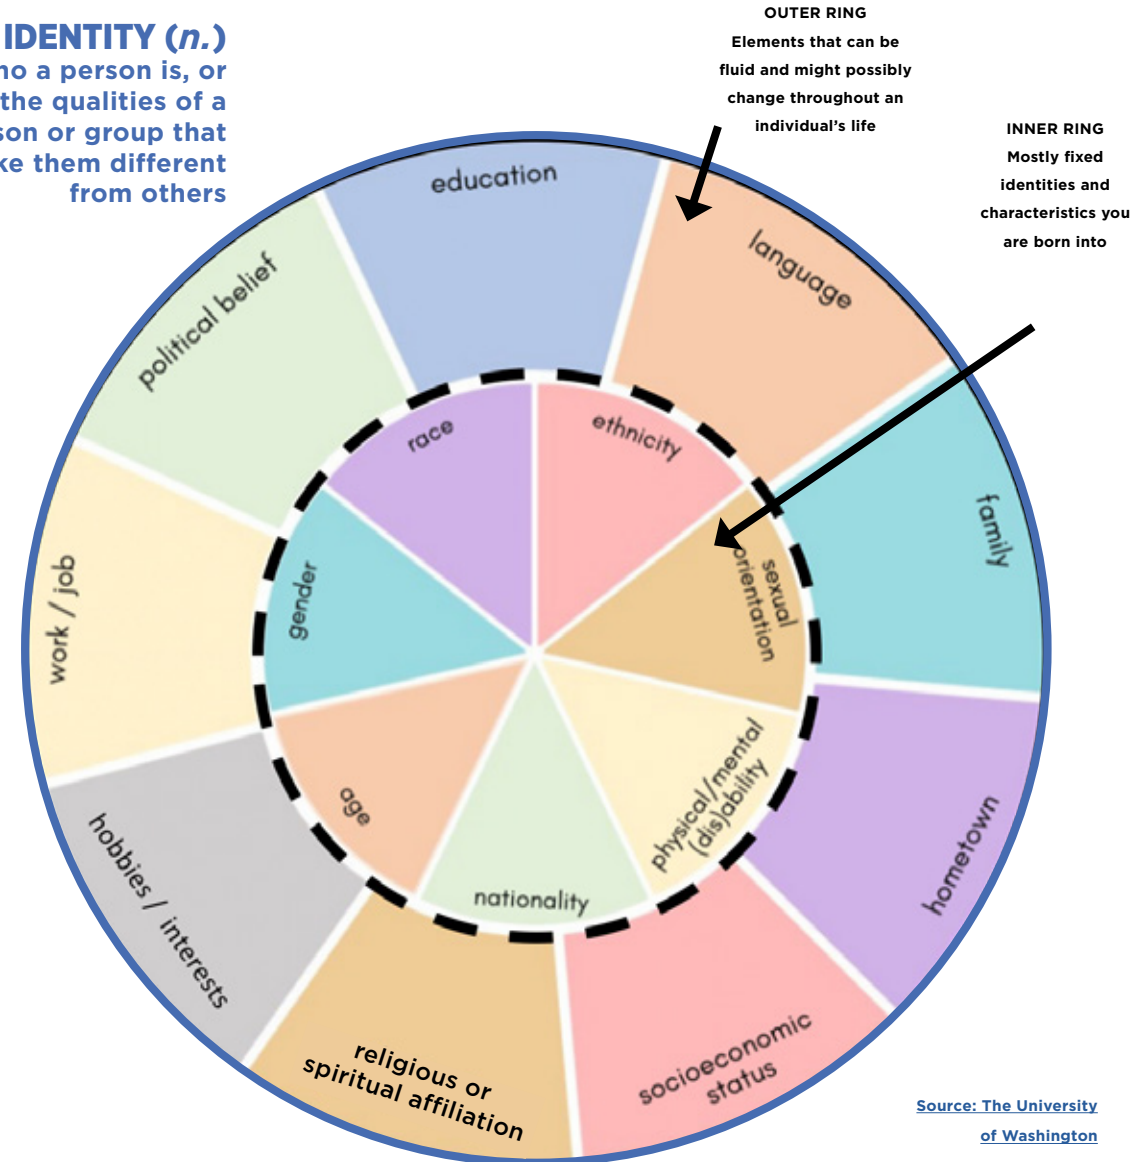 IDENTITY (n.)
a person is, or
the qualities of a
or group that
them different
from others
OUTER RING
Elements that can be
fluid and might possibly
change throughout an
individual's life
INNER RING
Mostly fixed
identities and
characteristics you
are born into
education
language
family
hometown
socioeconomic
status
religious or
spiritual affiliation
hobbies / interests
work / job
political belief
race
ethnicity
sexual
orientation
physical/mental
(dis)ability
nationality
age
gender
Source: The University
of Washington